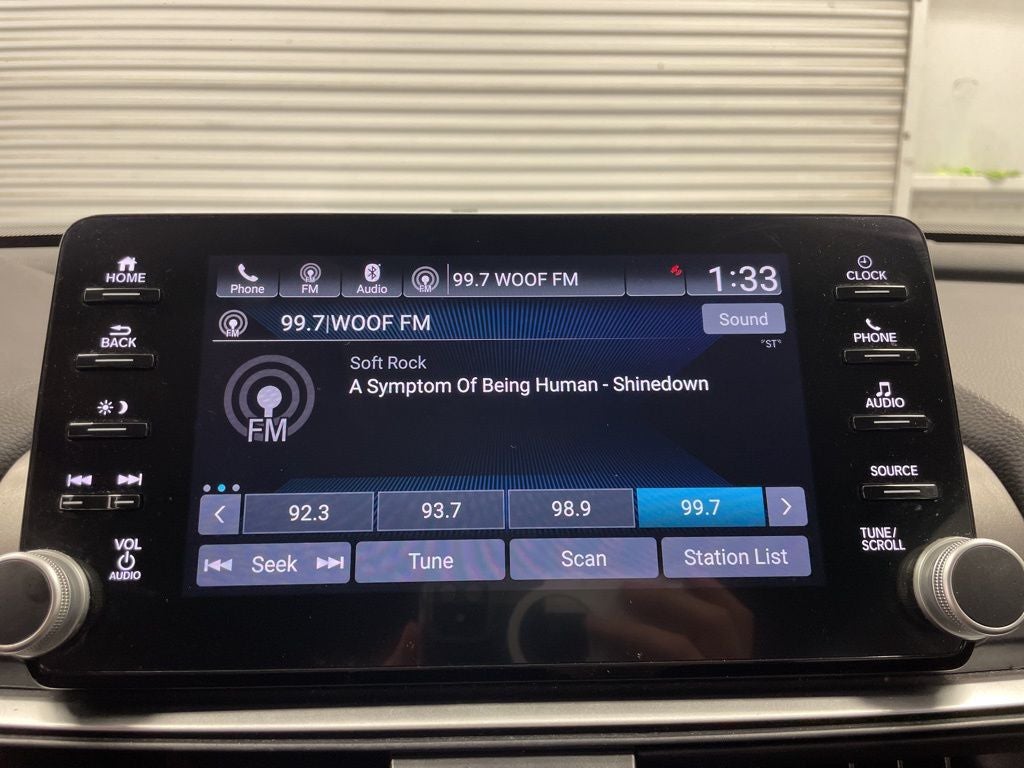 HOME
BACK
VOL
AUDIO
Phone
FM
Audio
FM
99.7 WOOF FM
1:33
FM
99.7|WOOF FM
Sound
"ST"
FM
Soft Rock
A Symptom Of Being Human - Shinedown
92.3
93.7
98.9
99.7
Seek
Tune
Scan
Station List
CLOCK
PHONE
AUDIO
SOURCE
TUNE/
SCROLL